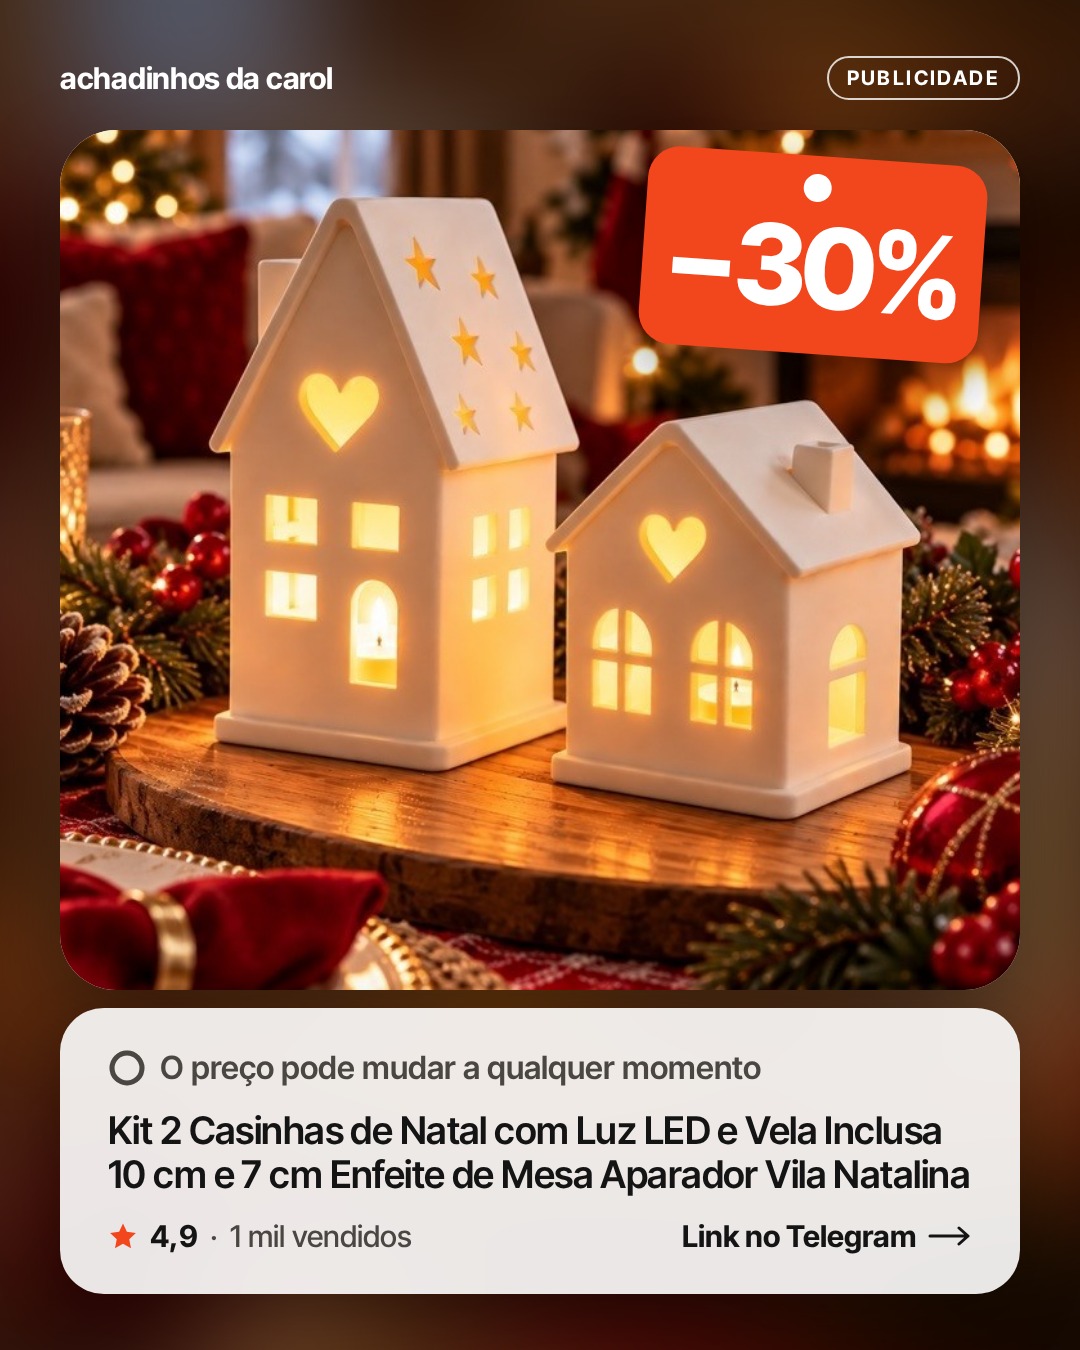 achadinhos da carol
PUBLICIDADE
–30%
O preço pode mudar a qualquer momento
Kit 2 Casinhas de Natal com Luz LED e Vela Inclusa
10 cm e 7 cm Enfeite de Mesa Aparador Vila Natalina
4,9 · 1 mil vendidos
Link no Telegram →